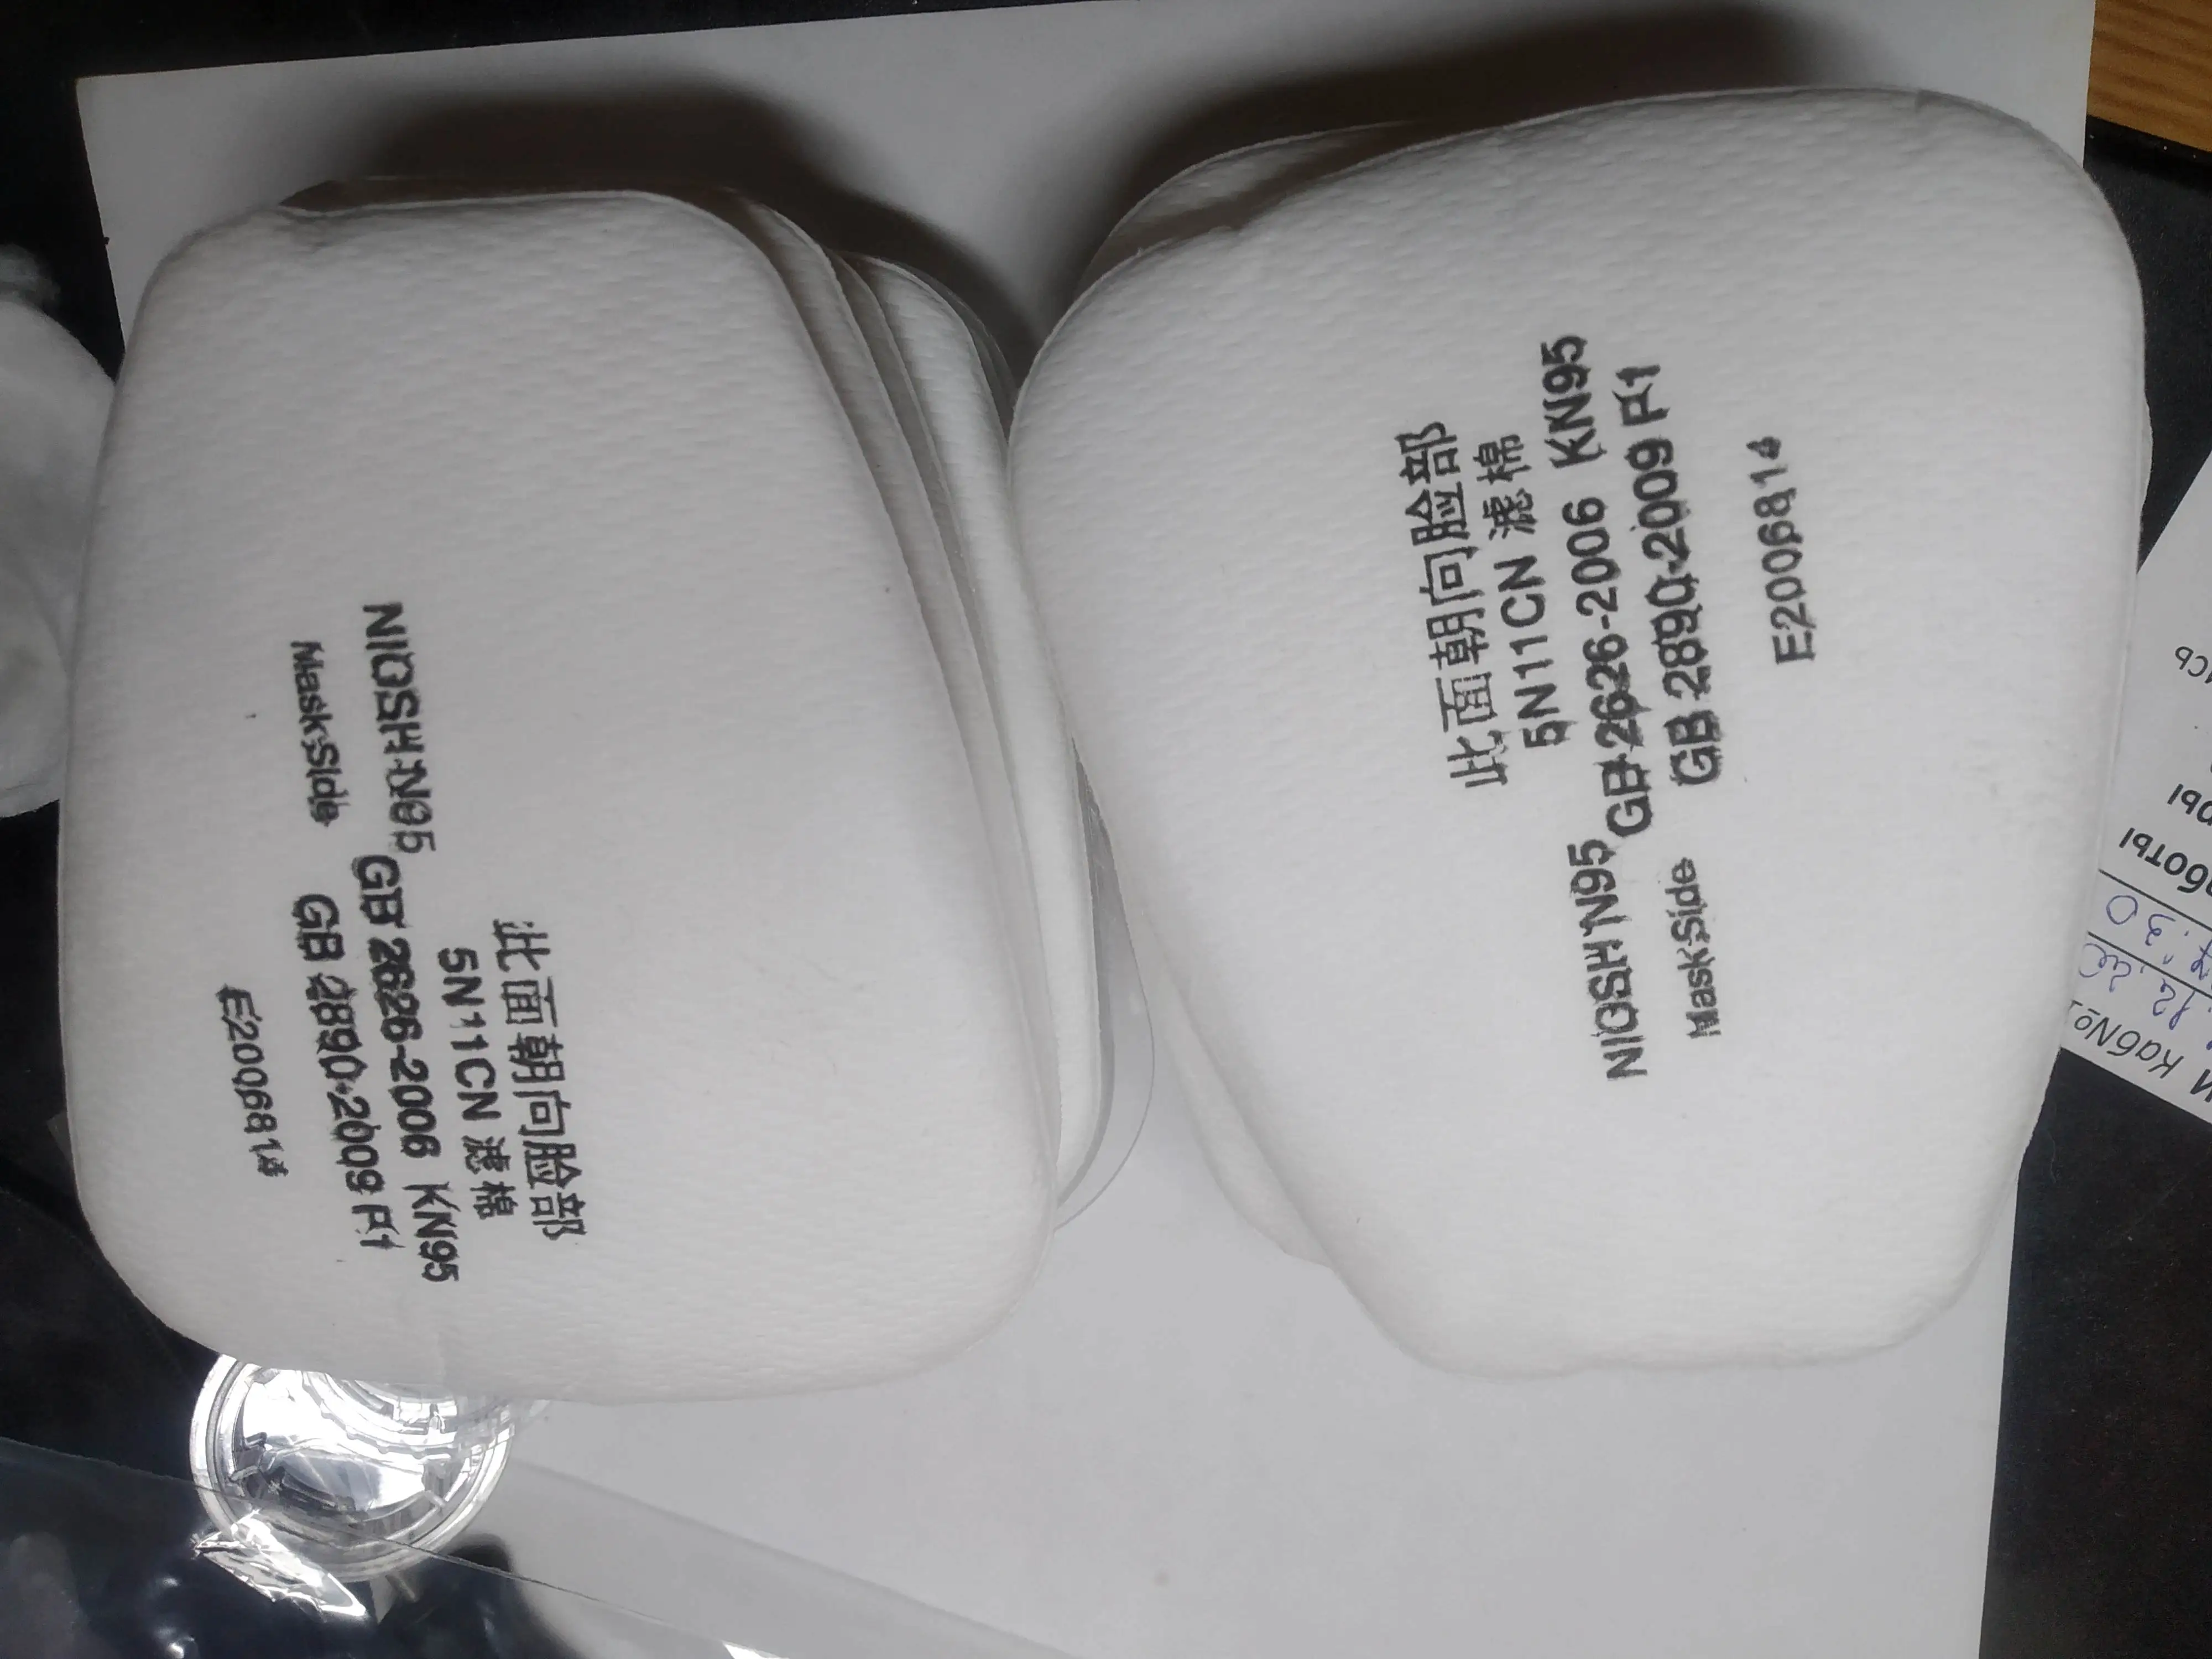 此面朝向脸部
5N11CN 滤棉
NIOSH N95 GB 2626-2006 KN95
Mask Side GB 2890-2009 P1
E2006814
此面朝向脸部
5N11CN 滤棉
NIOSH N95 GB 2626-2006 KN95
Mask Side GB 2890-2009 P1
E2006814